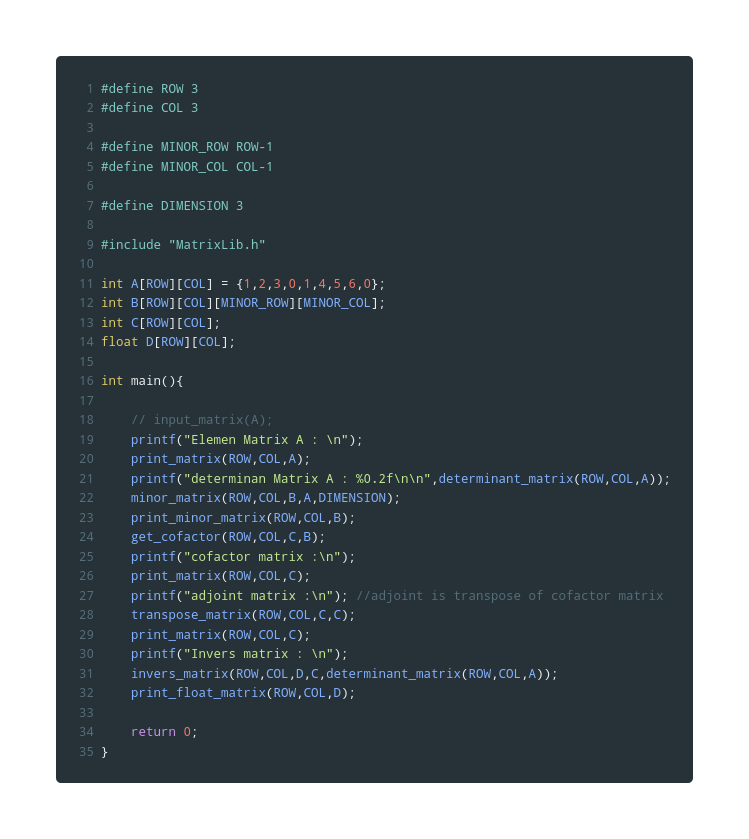 1 #define ROW 3
2 #define COL 3
3
4 #define MINOR_ROW ROW-1
5 #define MINOR_COL COL-1
6
7 #define DIMENSION 3
8
9 #include "MatrixLib.h"
10
11 int A[ROW][COL] = {1,2,3,0,1,4,5,6,0};
12 int B[ROW][COL][MINOR_ROW][MINOR_COL];
13 int C[ROW][COL];
14 float D[ROW][COL];
15
16 int main(){
17
18     // input_matrix(A);
19     printf("Elemen Matrix A : \n");
20     print_matrix(ROW,COL,A);
21     printf("determinan Matrix A : %0.2f\n\n",determinant_matrix(ROW,COL,A));
22     minor_matrix(ROW,COL,B,A,DIMENSION);
23     print_minor_matrix(ROW,COL,B);
24     get_cofactor(ROW,COL,C,B);
25     printf("cofactor matrix :\n");
26     print_matrix(ROW,COL,C);
27     printf("adjoint matrix :\n"); //adjoint is transpose of cofactor matrix
28     transpose_matrix(ROW,COL,C,C);
29     print_matrix(ROW,COL,C);
30     printf("Invers matrix : \n");
31     invers_matrix(ROW,COL,D,C,determinant_matrix(ROW,COL,A));
32     print_float_matrix(ROW,COL,D);
33
34     return 0;
35 }